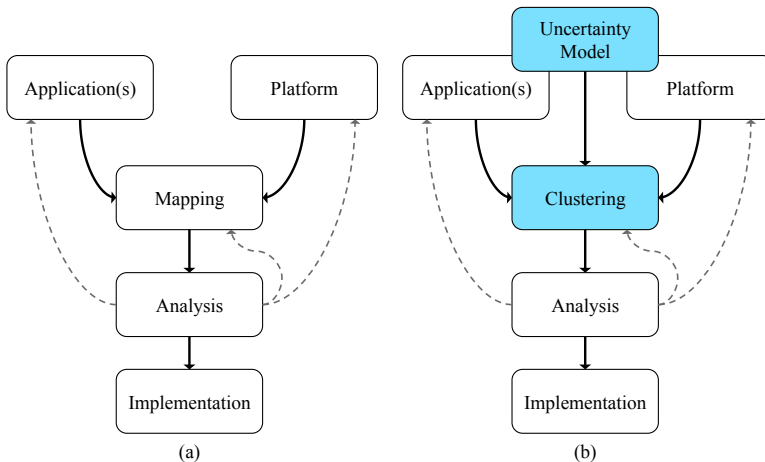 Application(s)
Platform
Mapping
Analysis
Implementation
(a)
Uncertainty
Model
Application(s)
Platform
Clustering
Analysis
Implementation
(b)